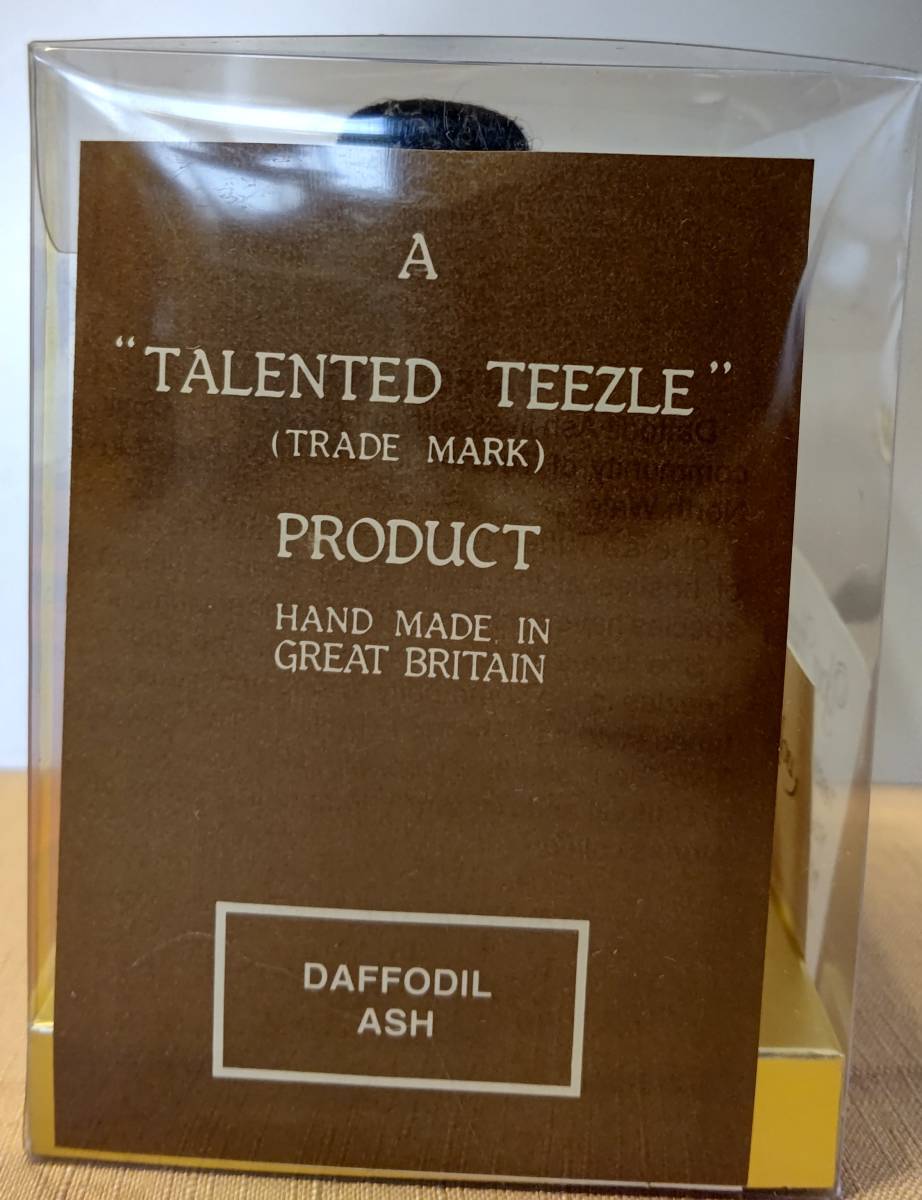 A
“TALENTED TEEZLE”
(TRADE MARK)
PRODUCT
HAND MADE IN
GREAT BRITAIN
DAFFODIL
ASH